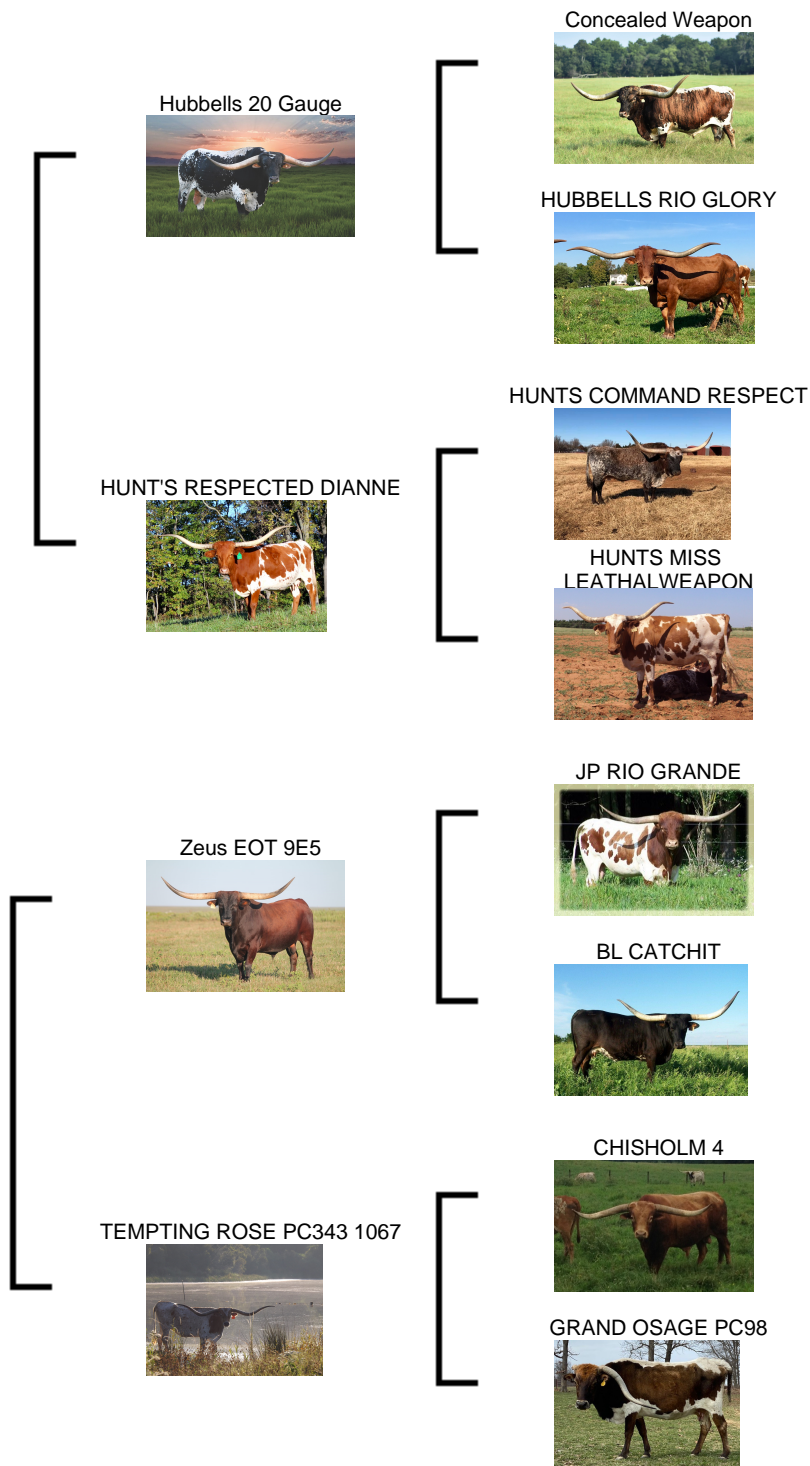 Concealed Weapon
Hubbells 20 Gauge
HUBBELLS RIO GLORY
HUNTS COMMAND RESPECT
HUNT'S RESPECTED DIANNE
HUNTS MISS
LEATHALWEAPON
JP RIO GRANDE
Zeus EOT 9E5
BL CATCHIT
CHISHOLM 4
TEMPTING ROSE PC343 1067
GRAND OSAGE PC98